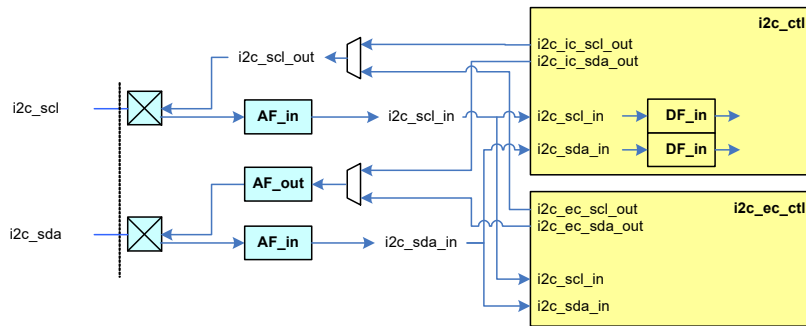 i2c_ctl
i2c_scl_out
i2c_ic_scl_out
i2c_ic_sda_out
i2c_scl
AF_in
i2c_scl_in
i2c_scl_in
DF_in
i2c_sda_in
DF_in
AF_out
i2c_ec_scl_out
i2c_ec_ctl
i2c_ec_sda_out
i2c_sda
AF_in
i2c_sda_in
i2c_scl_in
i2c_sda_in